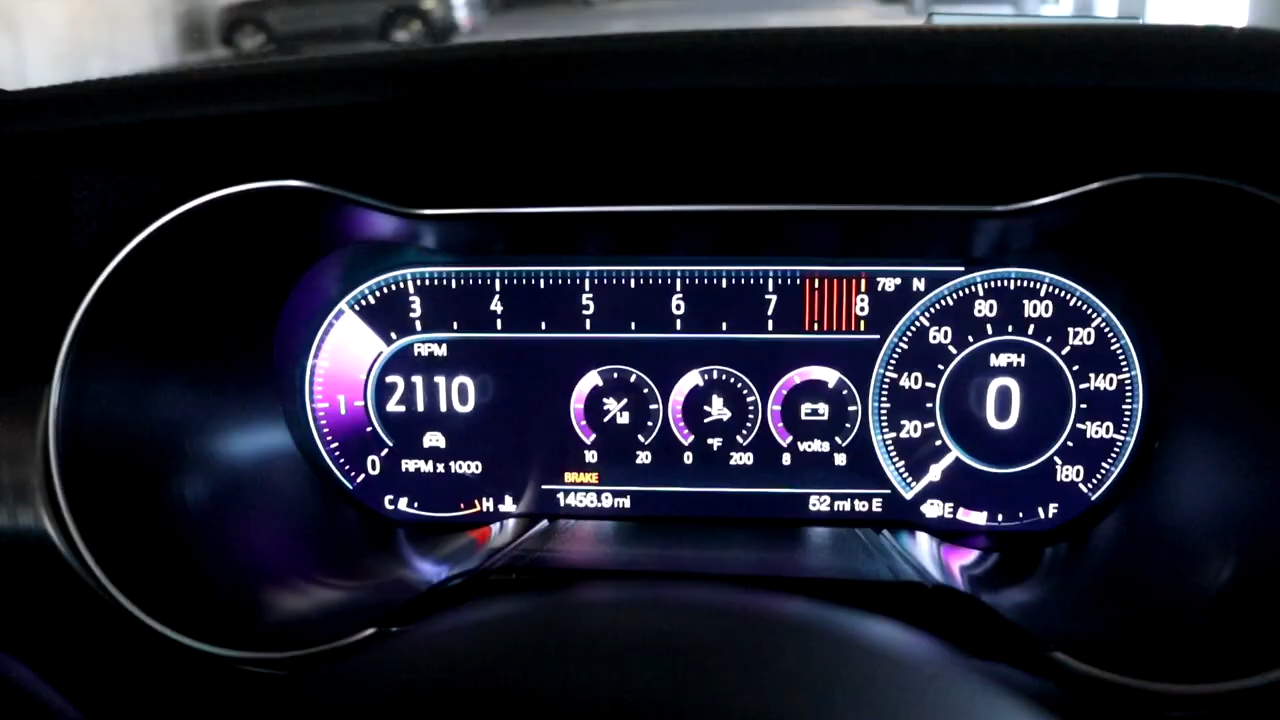 3 4 5 6 7 8 78° N
RPM
2110
1
0
RPM x 1000
C H
10 20
°F
0 200
volts
8 18
BRAKE
1456.9 mi 52 mi to E
80 100
60 120
MPH
40 140
0
20 160
0 180
E F